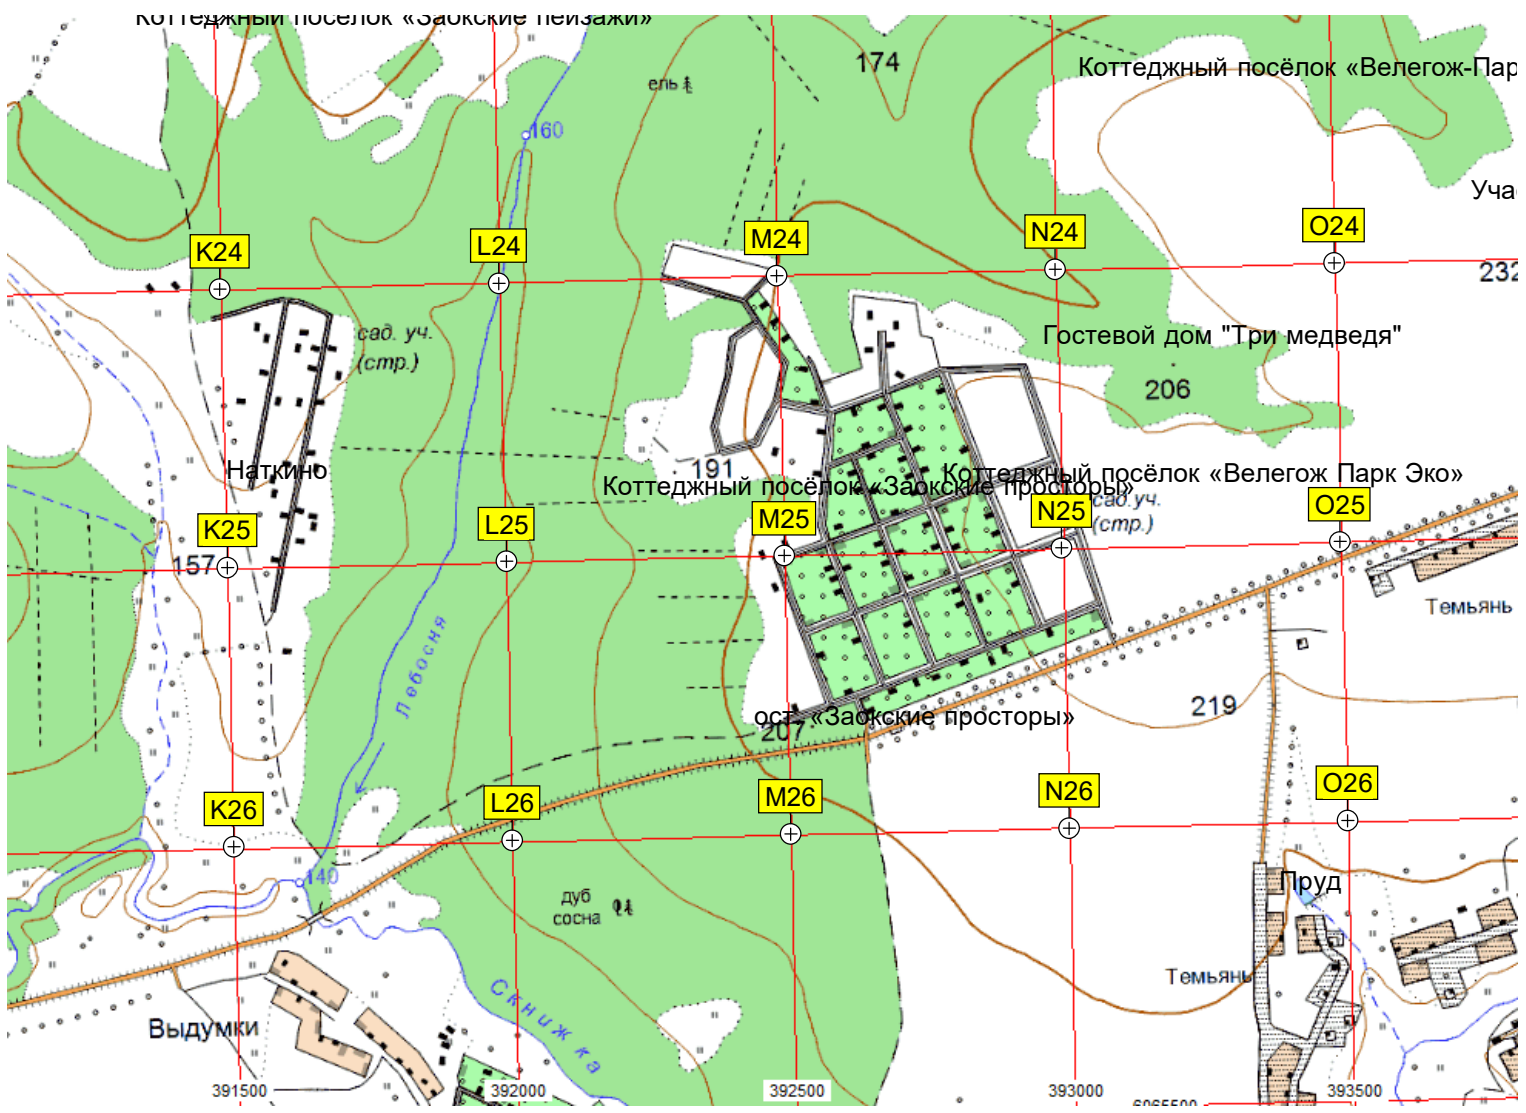 Коттеджный посёлок «Заокские пейзажи»
174
ель
Коттеджный посёлок «Велегож-Пар
160
Уча
K24
L24
M24
N24
O24
232
сад. уч.
(стр.)
Гостевой дом "Три медведя"
206
Наткино
191
Коттеджный посёлок «Велегож Парк Эко»
Коттеджный посёлок «Заокские просторы»
сад.уч.
(стр.)
K25
L25
M25
N25
O25
157
Темьянь
Лебосня
219
ост. «Заокские просторы»
207
K26
L26
M26
N26
O26
140
Пруд
дуб
сосна
Темьянь
Скнижка
Выдумки
391500
392000
392500
393000
393500
6065500